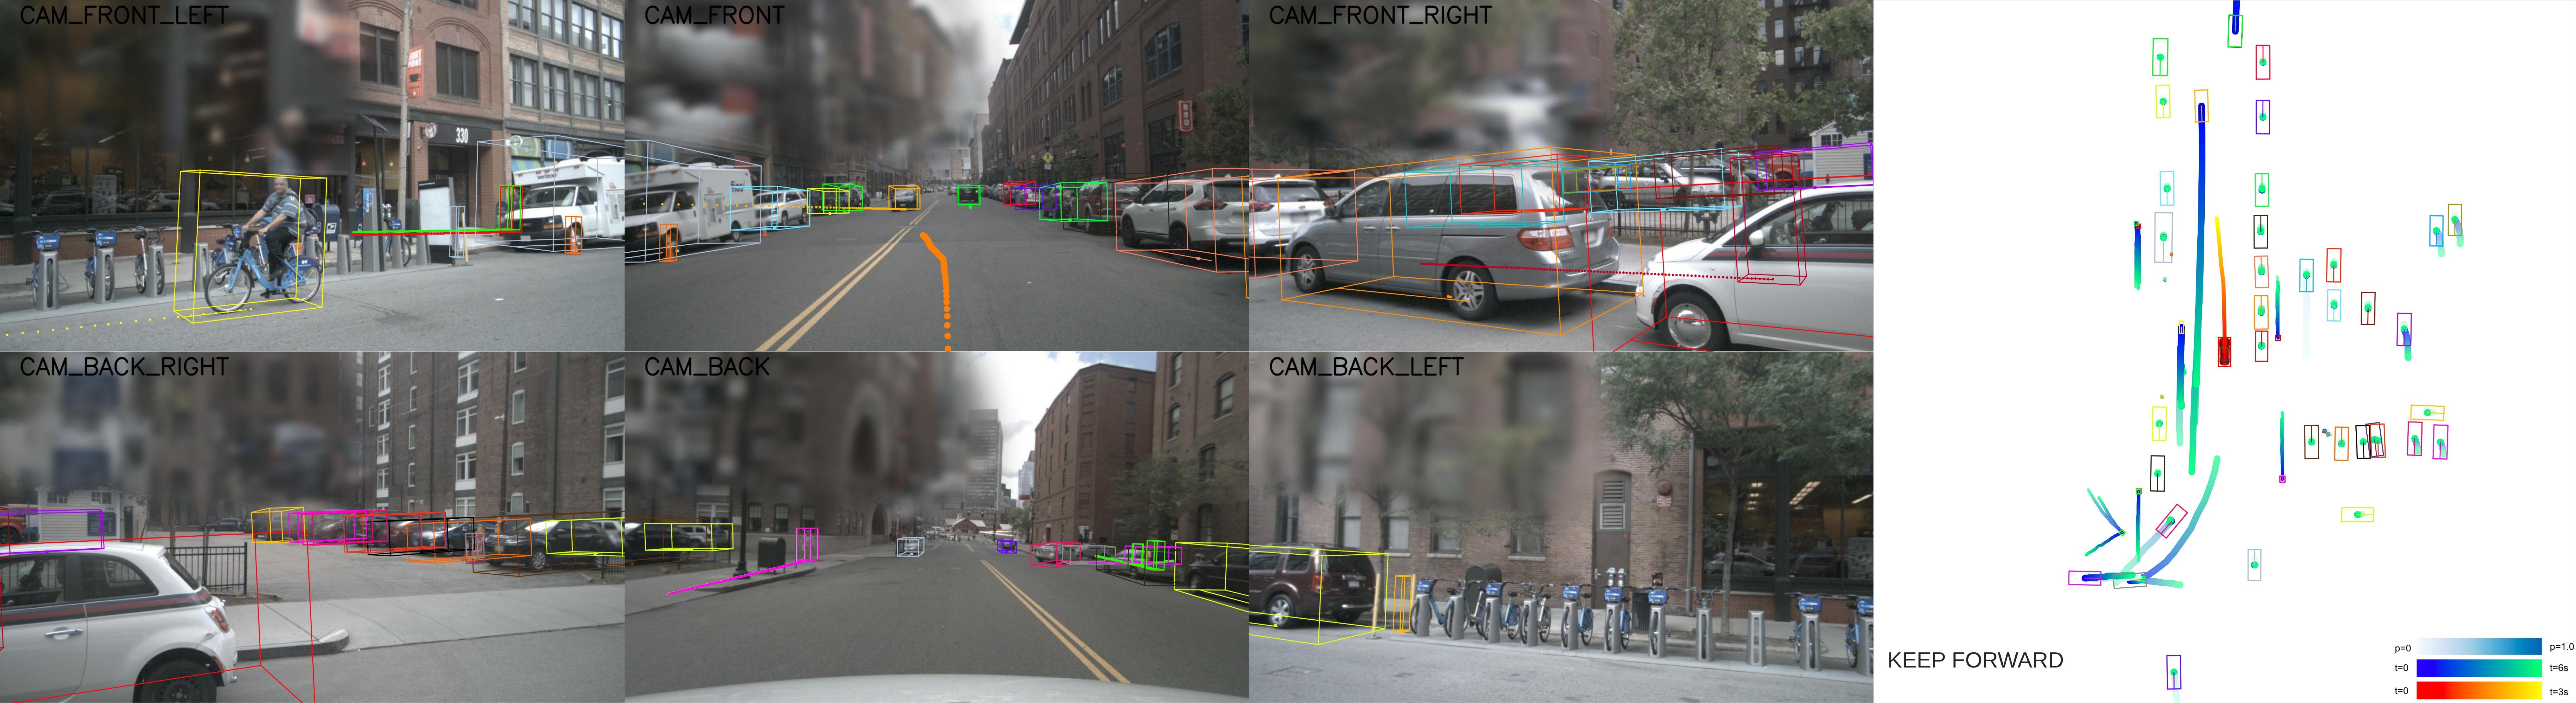 CAM_FRONT_LEFT
CAM_FRONT
CAM_FRONT_RIGHT
330
CAM_BACK_RIGHT
CAM_BACK
CAM_BACK_LEFT
KEEP FORWARD
p=0
p=1.0
t=0
t=6s
t=0
t=3s